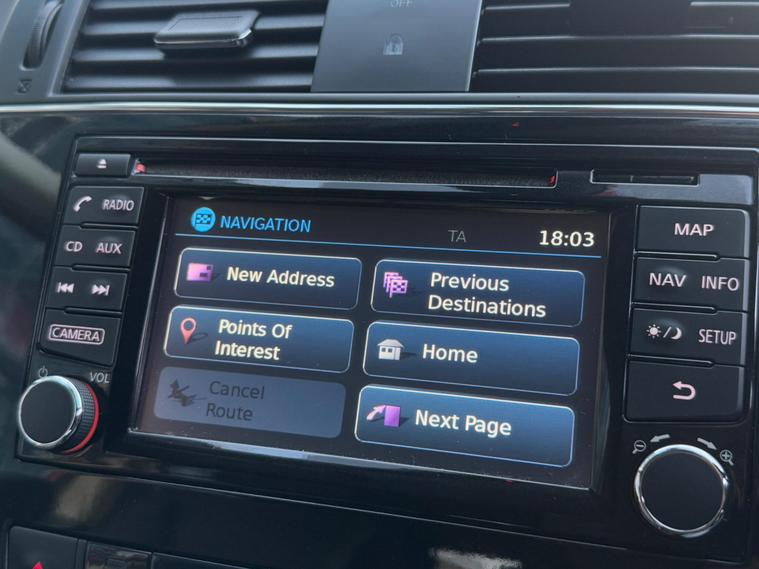 OFF
RADIO
CD AUX
CAMERA
VOL
NAVIGATION
TA
18:03
New Address
Previous
Destinations
Points Of
Interest
Home
Cancel
Route
Next Page
MAP
NAV INFO
SETUP